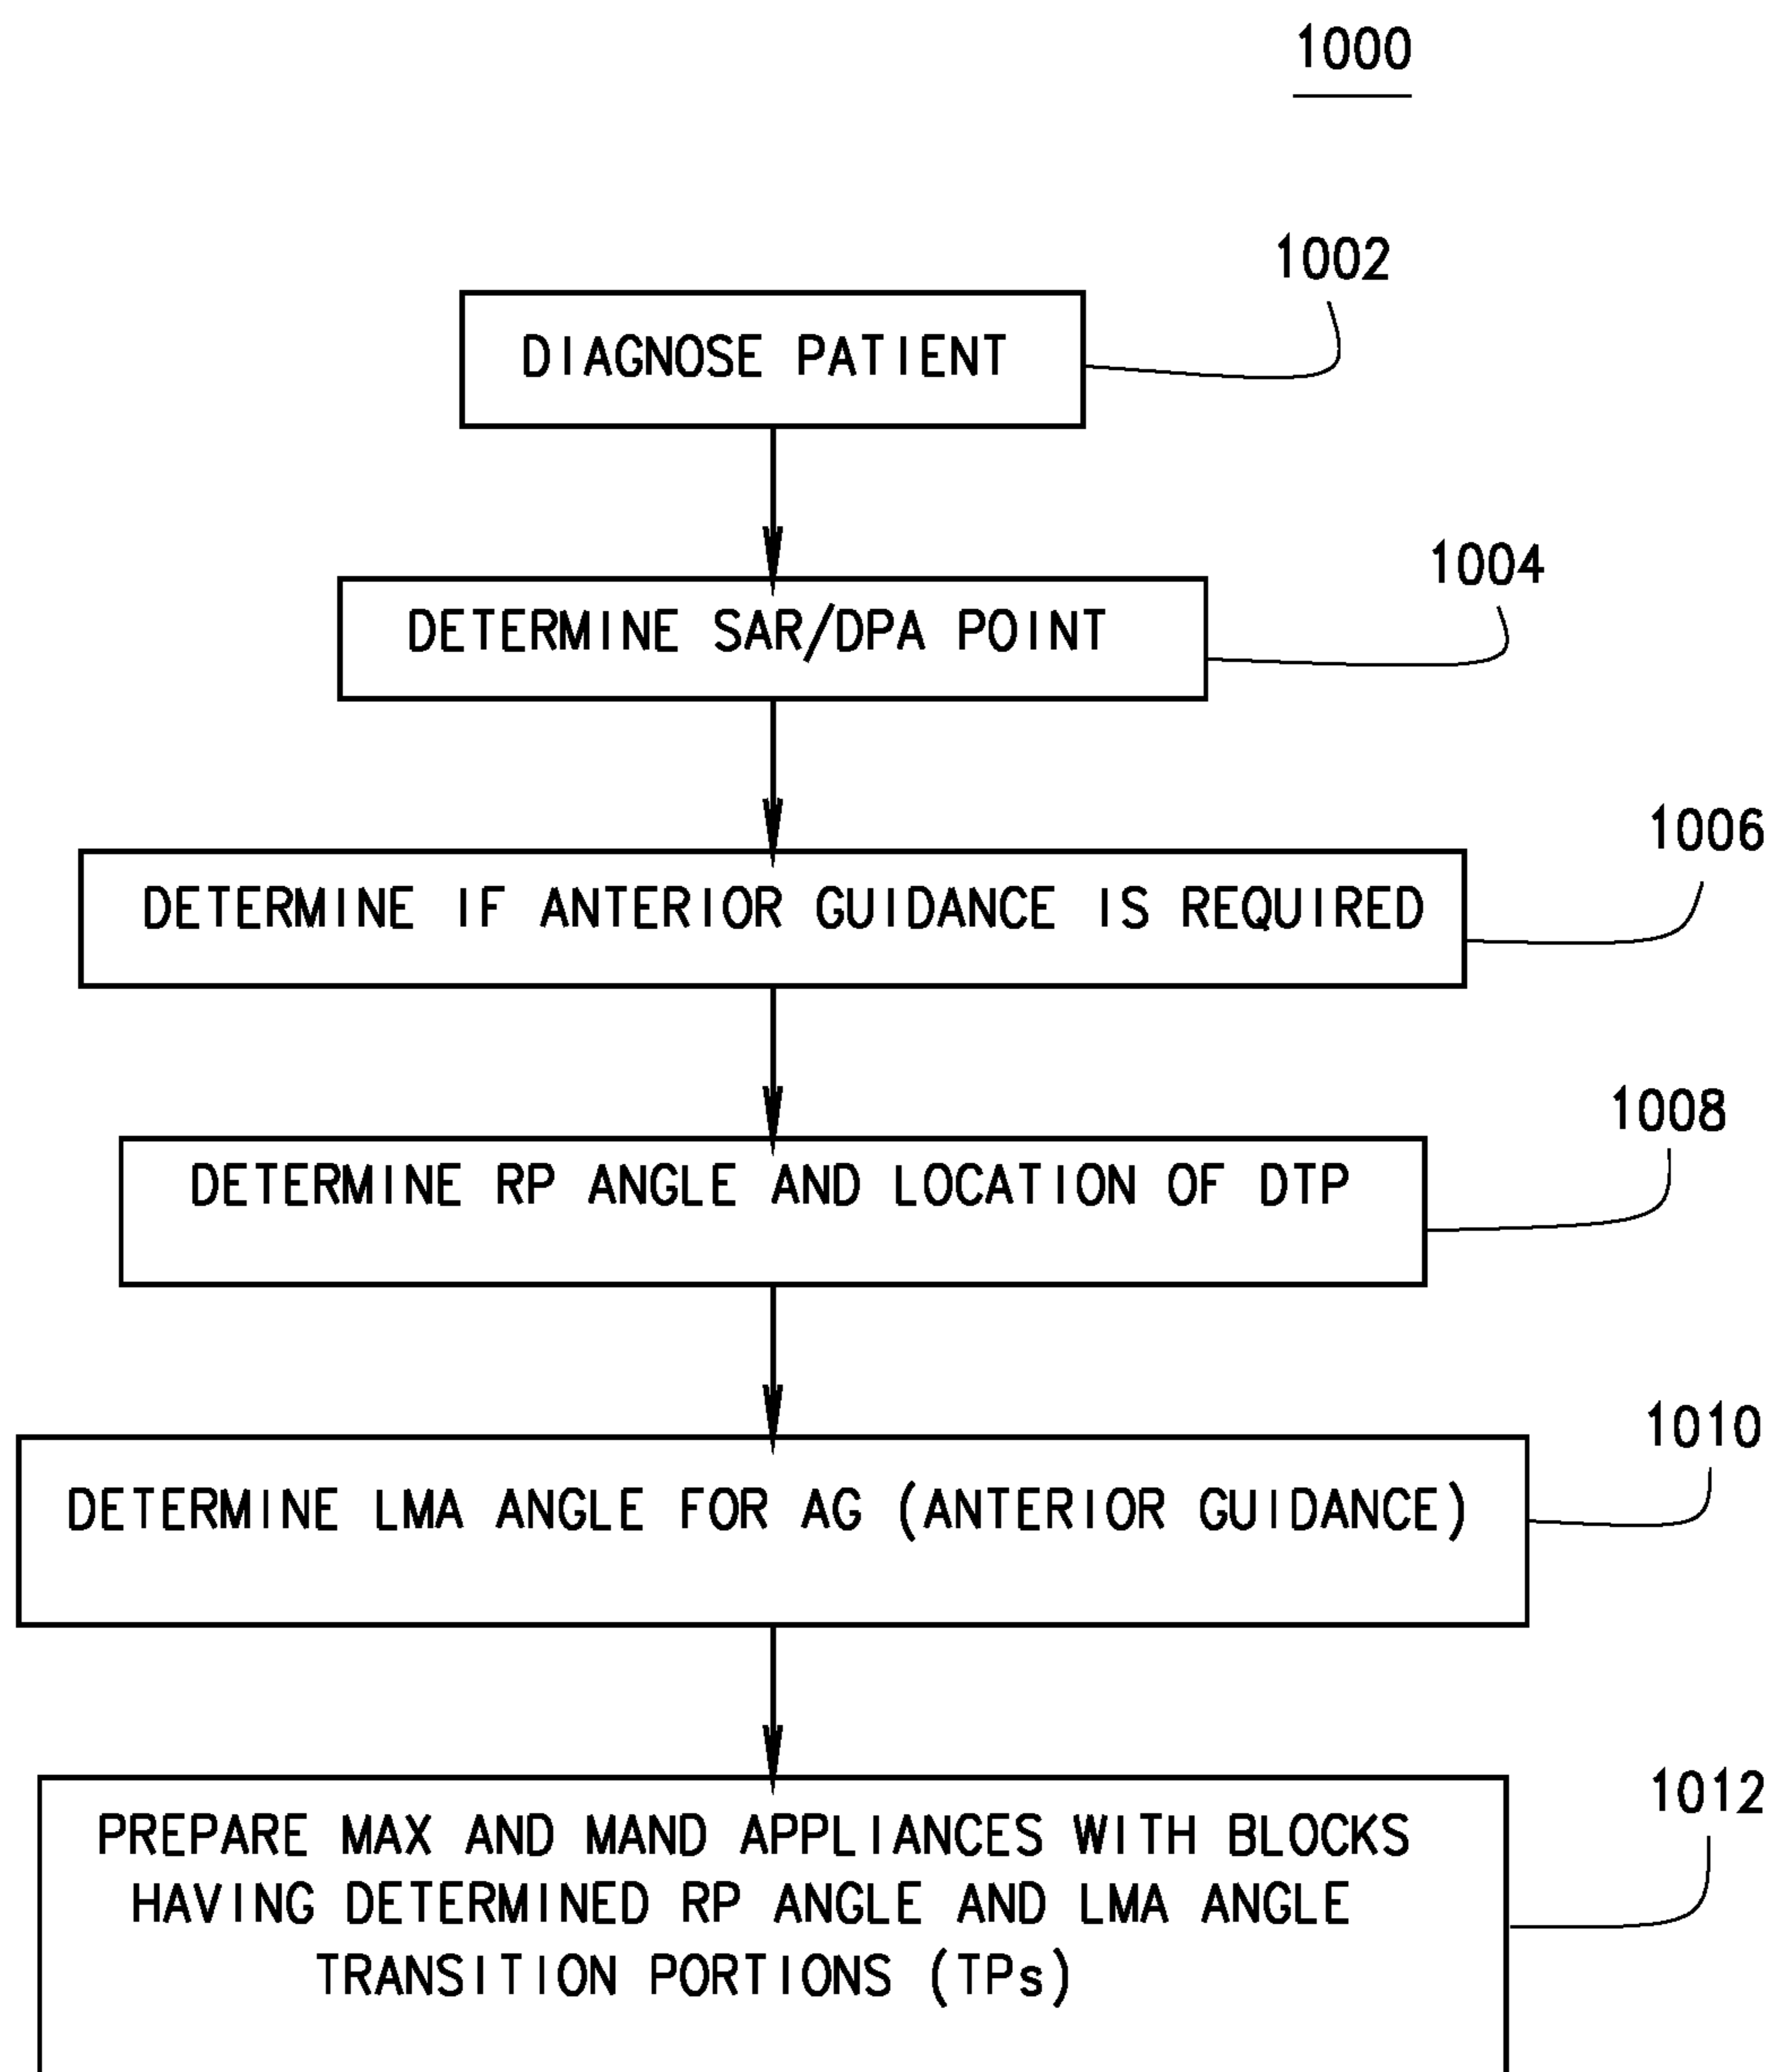 1000
1002
DIAGNOSE PATIENT
1004
DETERMINE SAR/DPA POINT
1006
DETERMINE IF ANTERIOR GUIDANCE IS REQUIRED
1008
DETERMINE RP ANGLE AND LOCATION OF DTP
1010
DETERMINE LMA ANGLE FOR AG (ANTERIOR GUIDANCE)
1012
PREPARE MAX AND MAND APPLIANCES WITH BLOCKS
HAVING DETERMINED RP ANGLE AND LMA ANGLE
TRANSITION PORTIONS (TPs)